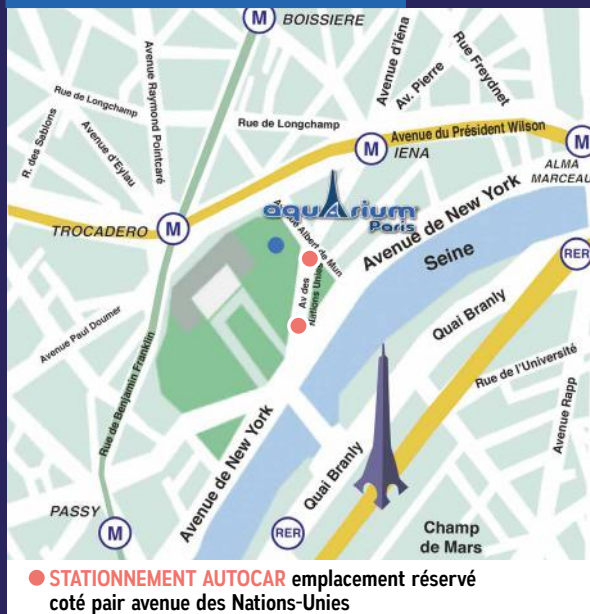 M BOISSIERE
Avenue d'Iéna
Av. Pierre
Rue Freydnet
Avenue Raymond Pointcaré
Rue de Longchamp
R. des Sablons
Avenue d'Eylau
Rue de Longchamp
Avenue du Président Wilson
M
IENA
M
ALMA
MARCEAU
TROCADERO M
aquArium
Paris
Avenue Albert de Mun
Avenue de New York
Seine
RER
Av des
Nations Unies
Quai Branly
Avenue Paul Doumer
Rue de Benjamin Franklin
Rue de l'Université
Avenue Rapp
Avenue de New York
Quai Branly
PASSY
M
RER
Champ
de Mars
STATIONNEMENT AUTOCAR emplacement réservé
coté pair avenue des Nations-Unies